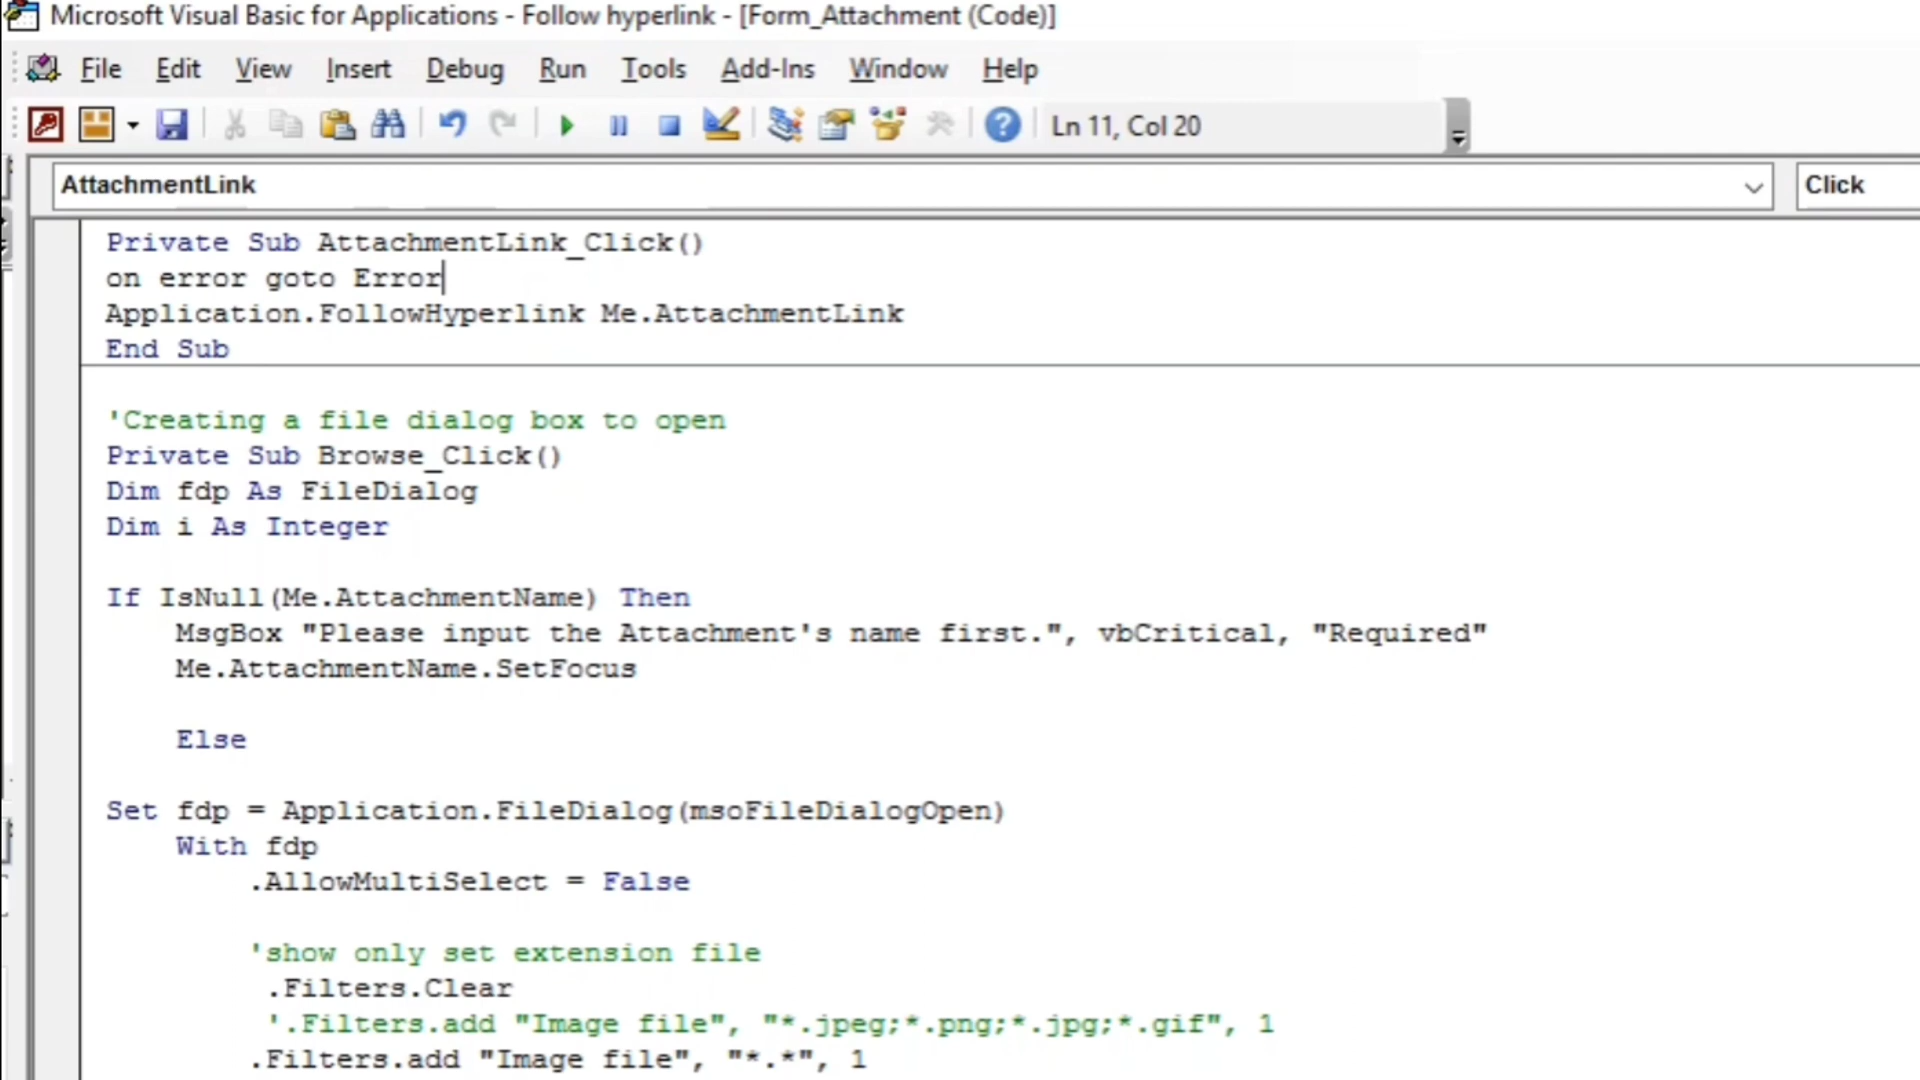 Microsoft Visual Basic for Applications - Follow hyperlink - [Form_Attachment (Code)]
File Edit View Insert Debug Run Tools Add-Ins Window Help
Ln 11, Col 20
AttachmentLink Click
Private Sub AttachmentLink_Click()
on error goto Error
Application.FollowHyperlink Me.AttachmentLink
End Sub
'Creating a file dialog box to open
Private Sub Browse_Click()
Dim fdp As FileDialog
Dim i As Integer
If IsNull(Me.AttachmentName) Then
MsgBox "Please input the Attachment's name first.", vbCritical, "Required"
Me.AttachmentName.SetFocus
Else
Set fdp = Application.FileDialog(msoFileDialogOpen)
With fdp
.AllowMultiSelect = False
'show only set extension file
.Filters.Clear
'.Filters.add "Image file", "*.jpeg;*.png;*.jpg;*.gif", 1
.Filters.add "Image file", "*.*", 1